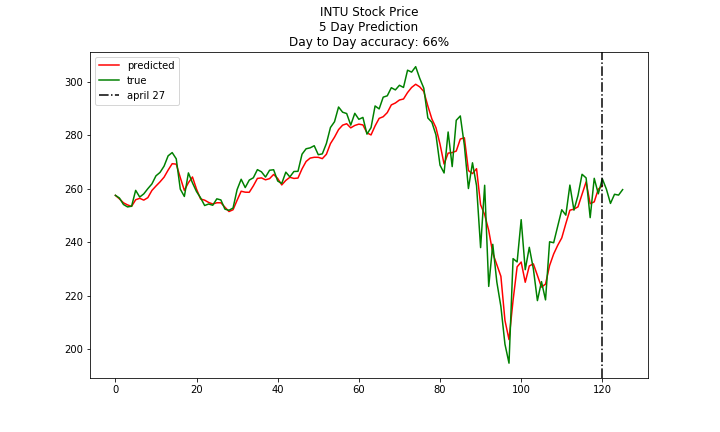 INTU Stock Price
5 Day Prediction
Day to Day accuracy: 66%
predicted
true
april 27
300
280
260
240
220
200
0
20
40
60
80
100
120